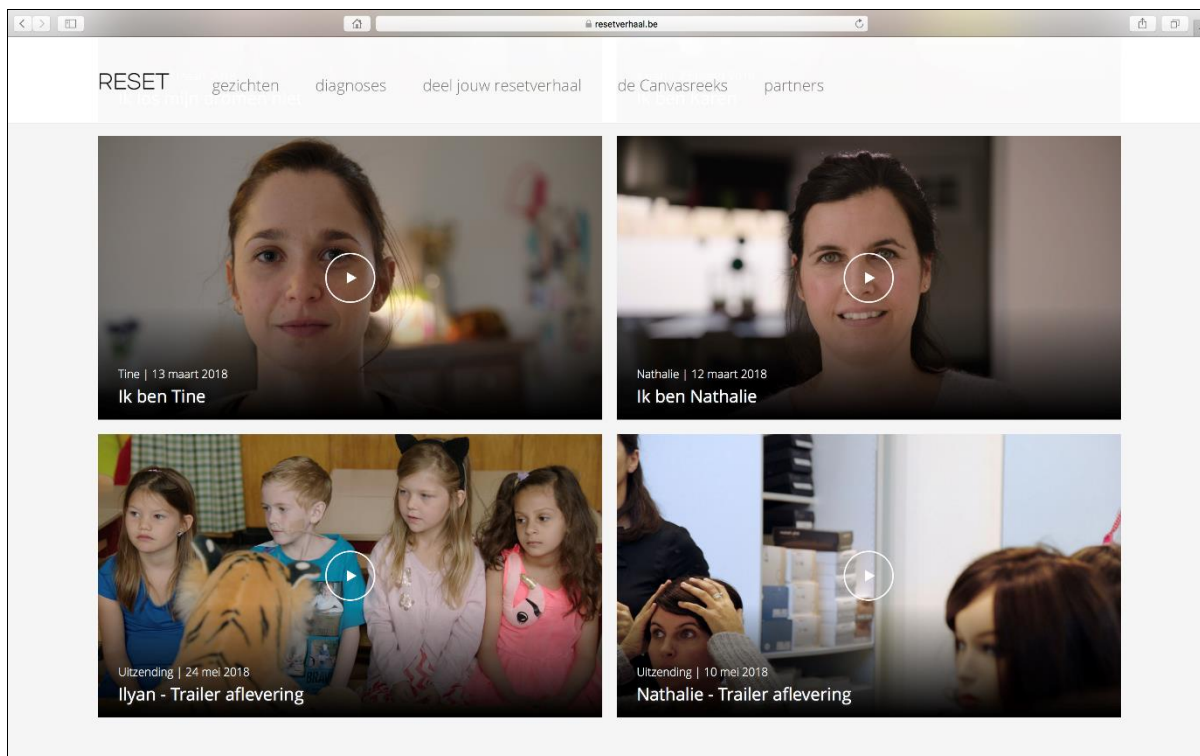 resetverhaal.be
RESET gezichten diagnoses deel jouw resetverhaal de Canvasreeks partners
Tine | 13 maart 2018
Ik ben Tine
Nathalie | 12 maart 2018
Ik ben Nathalie
Uitzending | 24 mei 2018
Ilyan - Trailer aflevering
Uitzending | 10 mei 2018
Nathalie - Trailer aflevering